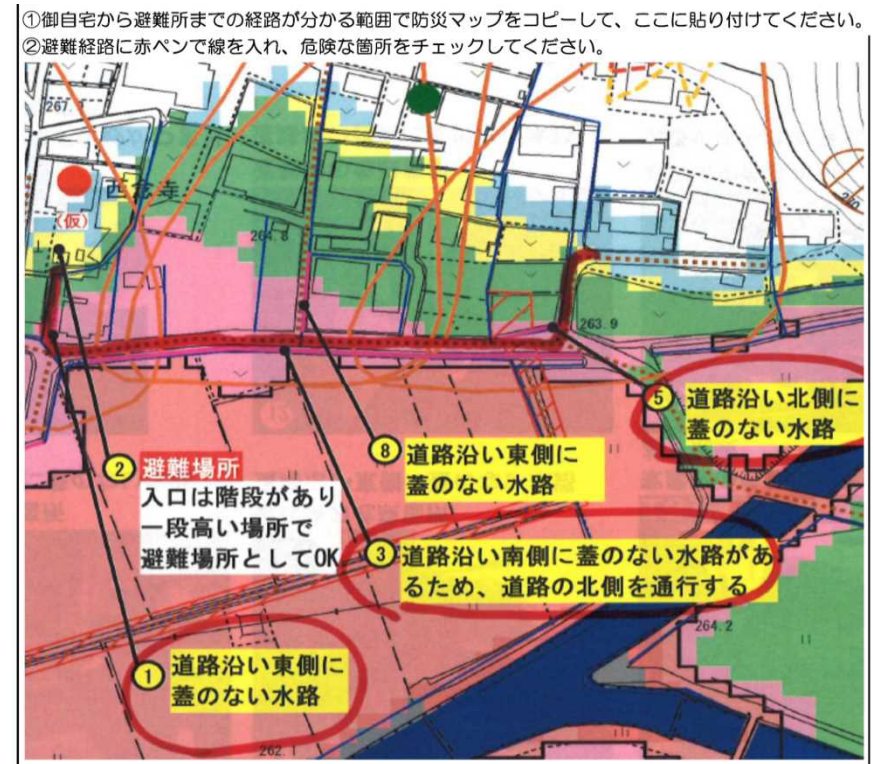 ①御自宅から避難所までの経路が分かる範囲で防災マップをコピーして、ここに貼り付けてください。
②避難経路に赤ペンで線を入れ、危険な箇所をチェックしてください。
267.
西念寺
(仮)
264.8
263.9
260
⑤ 道路沿い北側に
蓋のない水路
② 避難場所
入口は階段があり
一段高い場所で
避難場所としてOK
⑧ 道路沿い東側に
蓋のない水路
③ 道路沿い南側に蓋のない水路があ
るため、道路の北側を通行する
① 道路沿い東側に
蓋のない水路
264.2
262.1